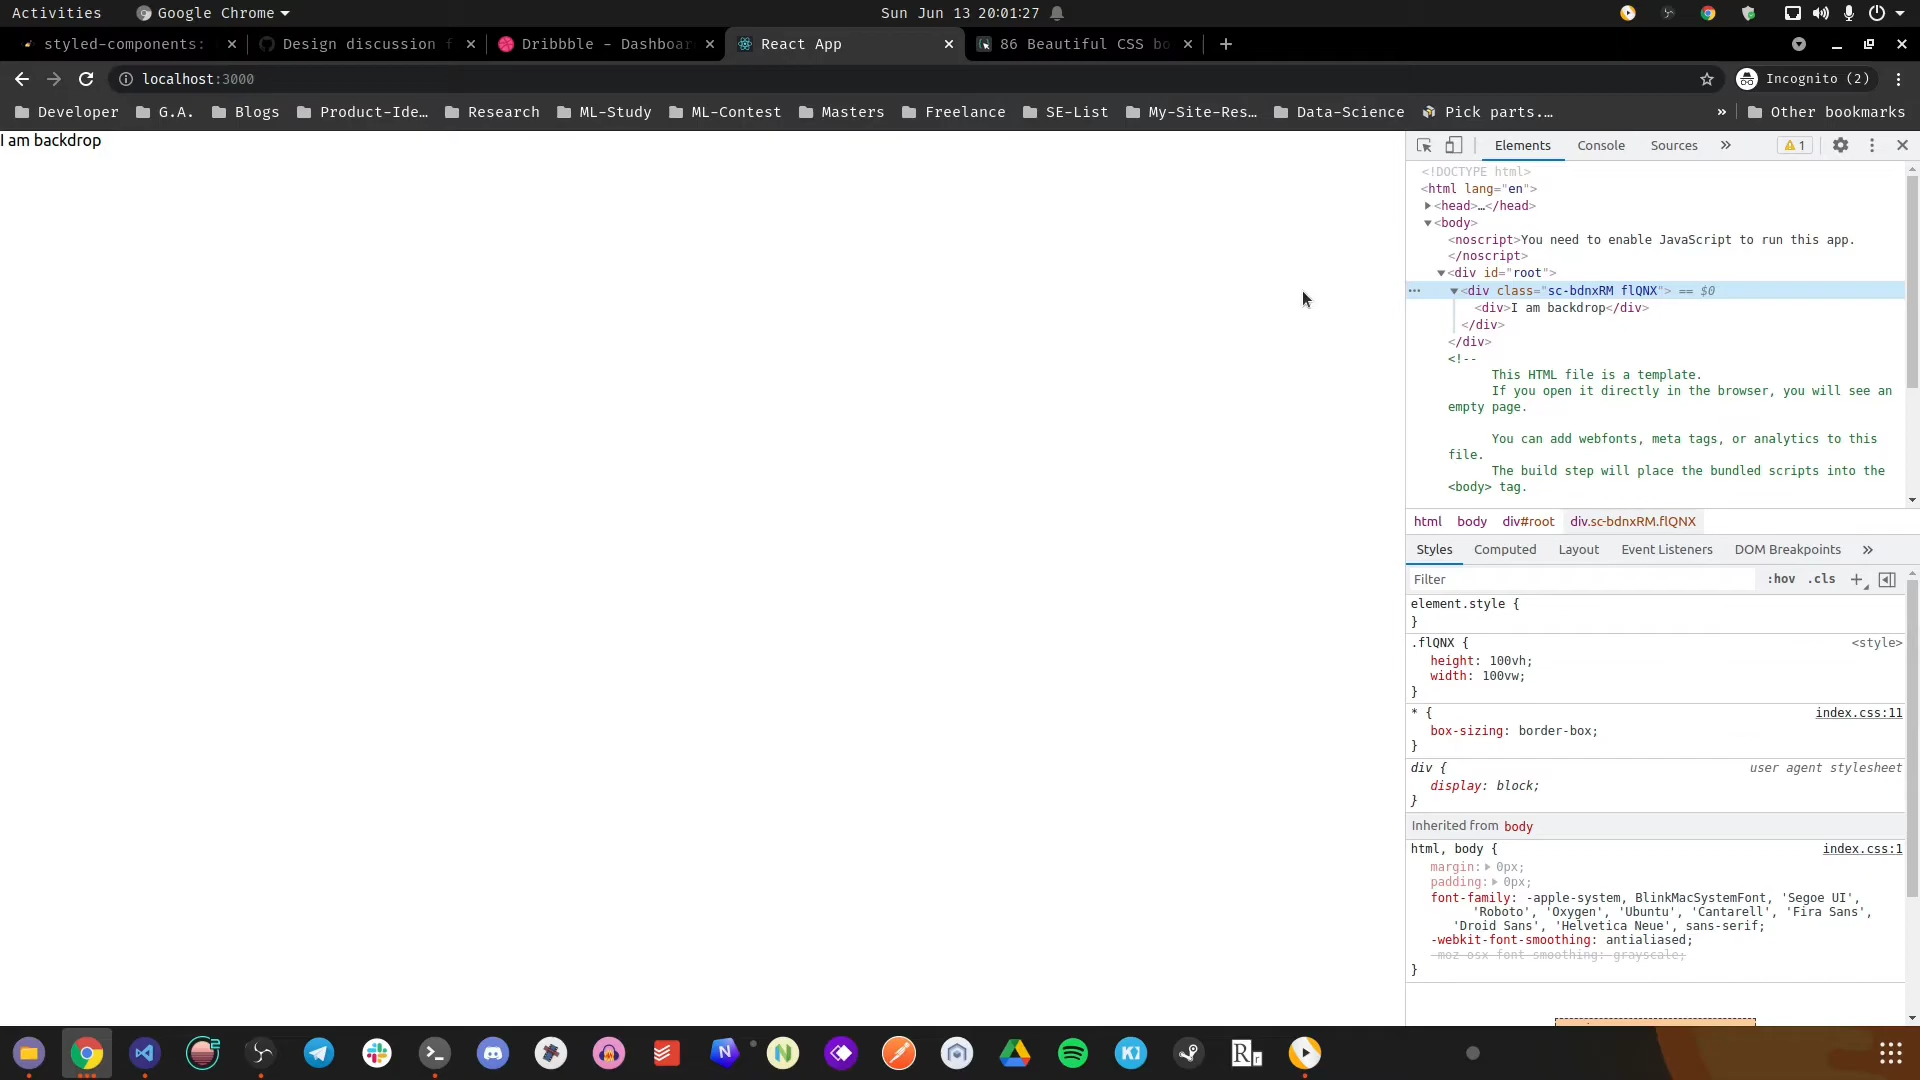 Activities
Google Chrome
Sun Jun 13 20:01:27
styled-components:
Design discussion f
Dribbble - Dashboar
React App
86 Beautiful CSS bo
localhost:3000
Incognito (2)
Developer
G.A.
Blogs
Product-Ide…
Research
ML-Study
ML-Contest
Masters
Freelance
SE-List
My-Site-Res…
Data-Science
Pick parts.…
»
Other bookmarks
I am backdrop
Elements
Console
Sources
»
1
<!DOCTYPE html>
<html lang="en">
<head>…</head>
<body>
<noscript>You need to enable JavaScript to run this app.
</noscript>
<div id="root">
<div class="sc-bdnxRM flQNX"> == $0
<div>I am backdrop</div>
</div>
</div>
<!--
This HTML file is a template.
If you open it directly in the browser, you will see an
empty page.
You can add webfonts, meta tags, or analytics to this
file.
The build step will place the bundled scripts into the
<body> tag.
html
body
div#root
div.sc-bdnxRM.flQNX
Styles
Computed
Layout
Event Listeners
DOM Breakpoints
»
Filter
:hov
.cls
element.style {
}
.flQNX {
<style>
height: 100vh;
width: 100vw;
}
* {
index.css:11
box-sizing: border-box;
}
div {
user agent stylesheet
display: block;
}
Inherited from body
html, body {
index.css:1
margin: 0px;
padding: 0px;
font-family: -apple-system, BlinkMacSystemFont, 'Segoe UI',
'Roboto', 'Oxygen', 'Ubuntu', 'Cantarell', 'Fira Sans',
'Droid Sans', 'Helvetica Neue', sans-serif;
-webkit-font-smoothing: antialiased;
-moz-osx-font-smoothing: grayscale;
}